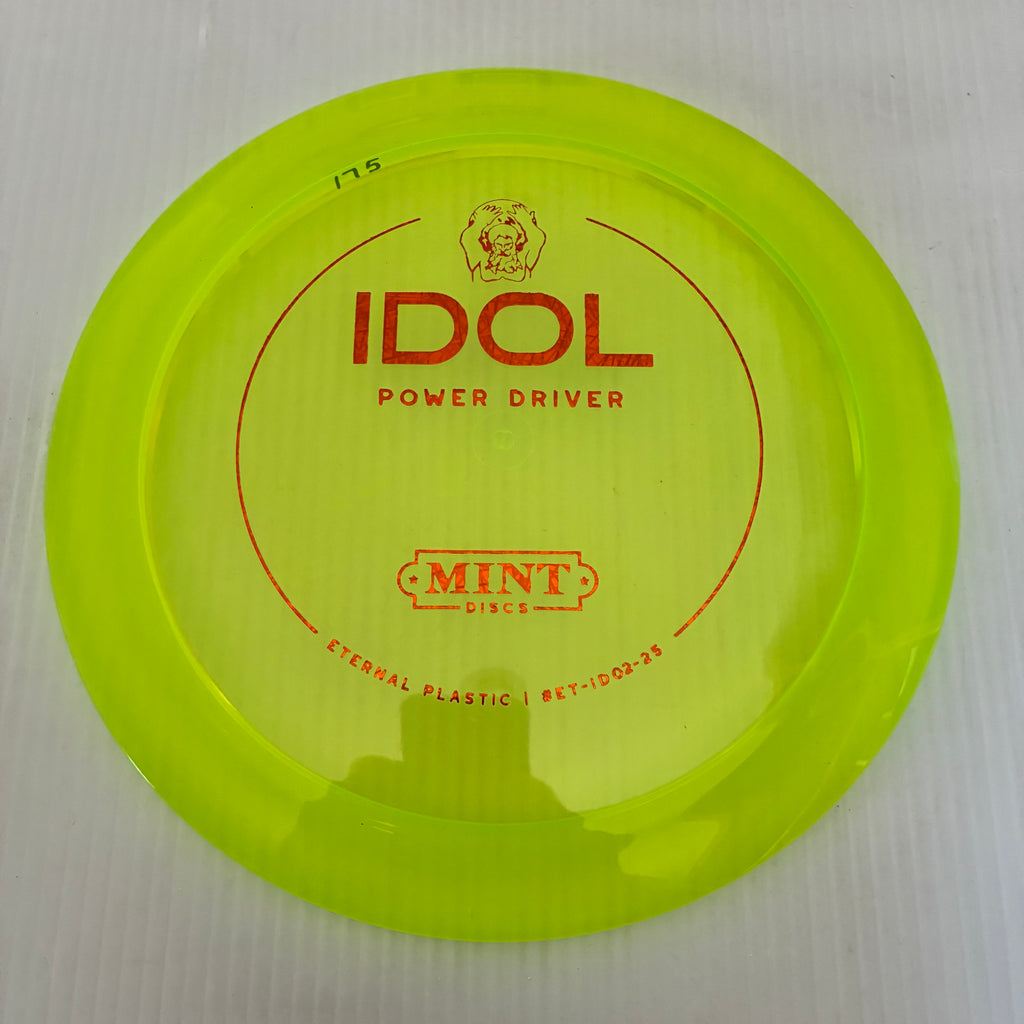 175
IDOL
POWER DRIVER
MINT
DISCS
ETERNAL PLASTIC | #ET-ID02-25